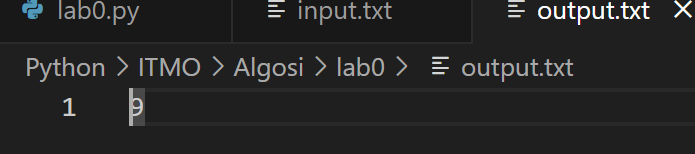 lab0.py input.txt output.txt
Python > ITMO > Algosi > lab0 > output.txt
1 9